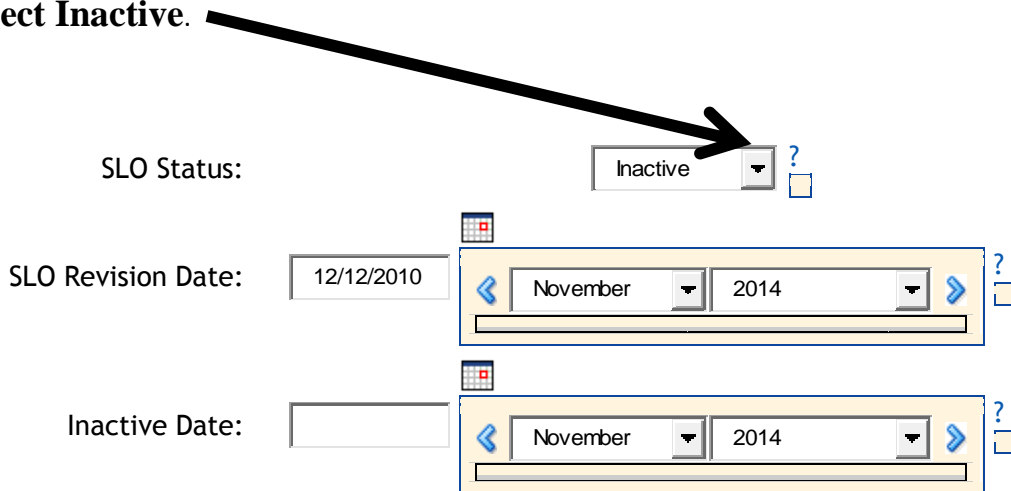 ect Inactive.
SLO Status: Inactive ?
SLO Revision Date: 12/12/2010 November 2014 ?
Inactive Date: November 2014 ?